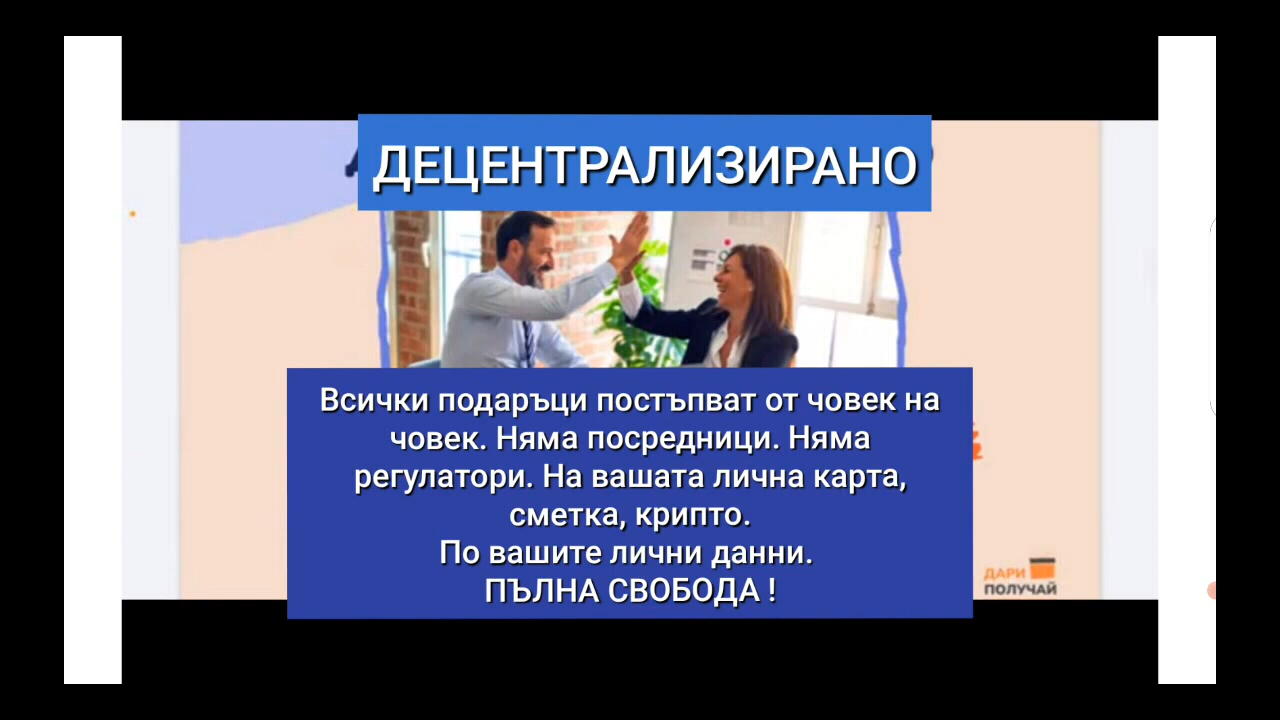 ДЕЦЕНТРАЛИЗИРАНО
Всички подаръци постъпват от човек на
човек. Няма посредници. Няма
регулатори. На вашата лична карта,
сметка, крипто.
По вашите лични данни.
ПЪЛНА СВОБОДА !
ДАРИ
ПОЛУЧАЙ